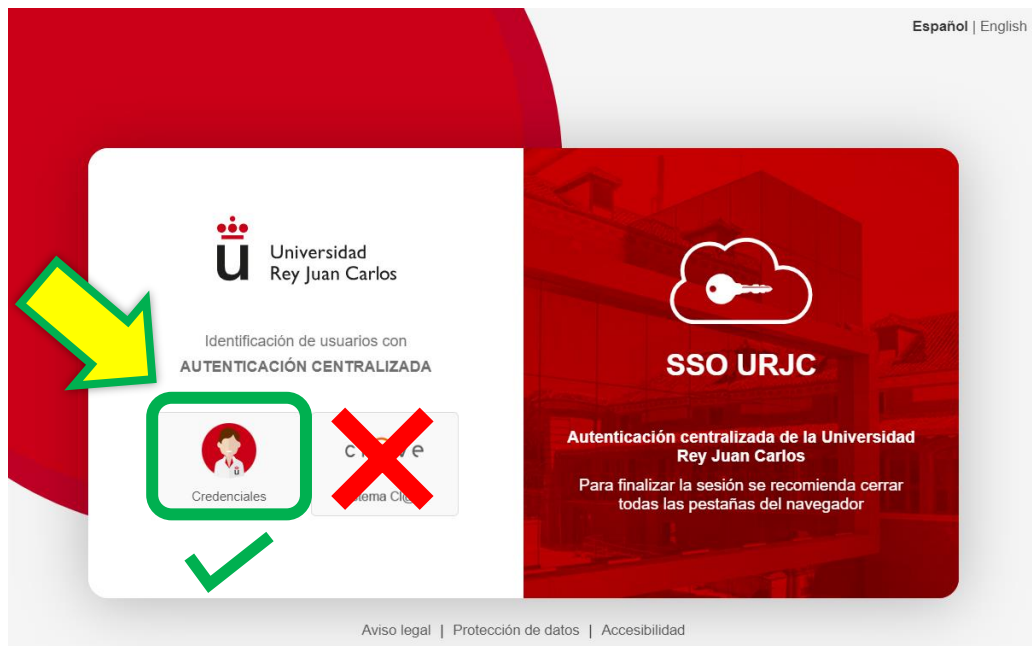 Español | English
Universidad
Rey Juan Carlos
Identificación de usuarios con
AUTENTICACIÓN CENTRALIZADA
Credenciales
SSO URJC
Autenticación centralizada de la Universidad
Rey Juan Carlos
Para finalizar la sesión se recomienda cerrar
todas las pestañas del navegador
Aviso legal | Protección de datos | Accesibilidad